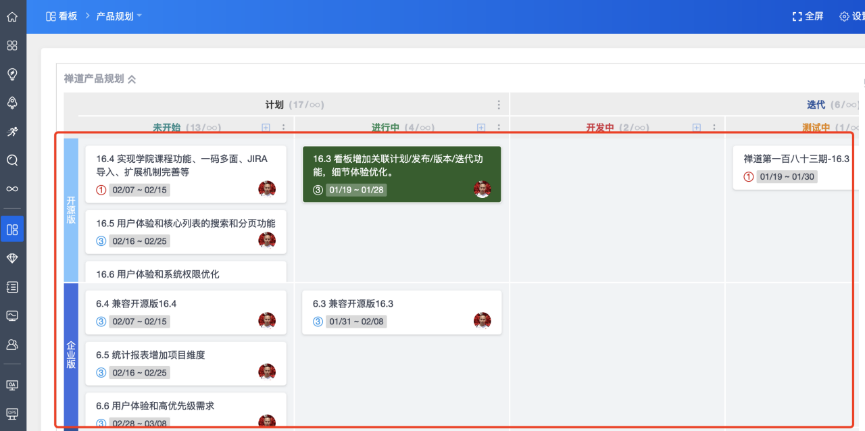 看板 > 产品规划
全屏
设
禅道产品规划
计划 (17/∞)
迭代 (6/∞)
未开始 (13/∞)
进行中 (4/∞)
开发中 (2/∞)
测试中 (1/∞
开源版
16.4 实现学院课程功能、一码多面、JIRA
导入、扩展机制完善等
① 02/07 ~ 02/15
16.5 用户体验和核心列表的搜索和分页功能
③ 02/16 ~ 02/25
16.6 用户体验和系统权限优化
16.3 看板增加关联计划/发布/版本/迭代功
能，细节体验优化。
③ 01/19 ~ 01/28
禅道第一百八十三期-16.3
① 01/19 ~ 01/30
企业版
6.4 兼容开源版16.4
③ 02/07 ~ 02/15
6.5 统计报表增加项目维度
③ 02/16 ~ 02/25
6.6 用户体验和高优先级需求
③ 02/28 ~ 03/08
6.3 兼容开源版16.3
③ 01/31 ~ 02/08